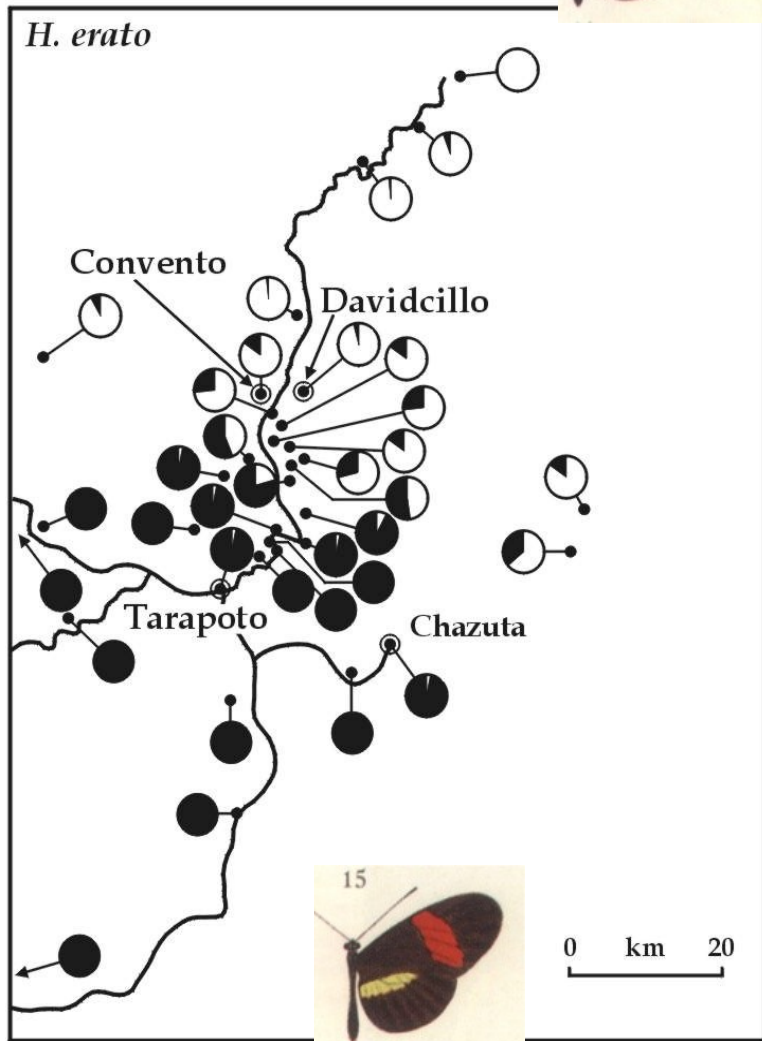 H. erato
Convento
Davidcillo
Tarapoto
Chazuta
15
0 km 20